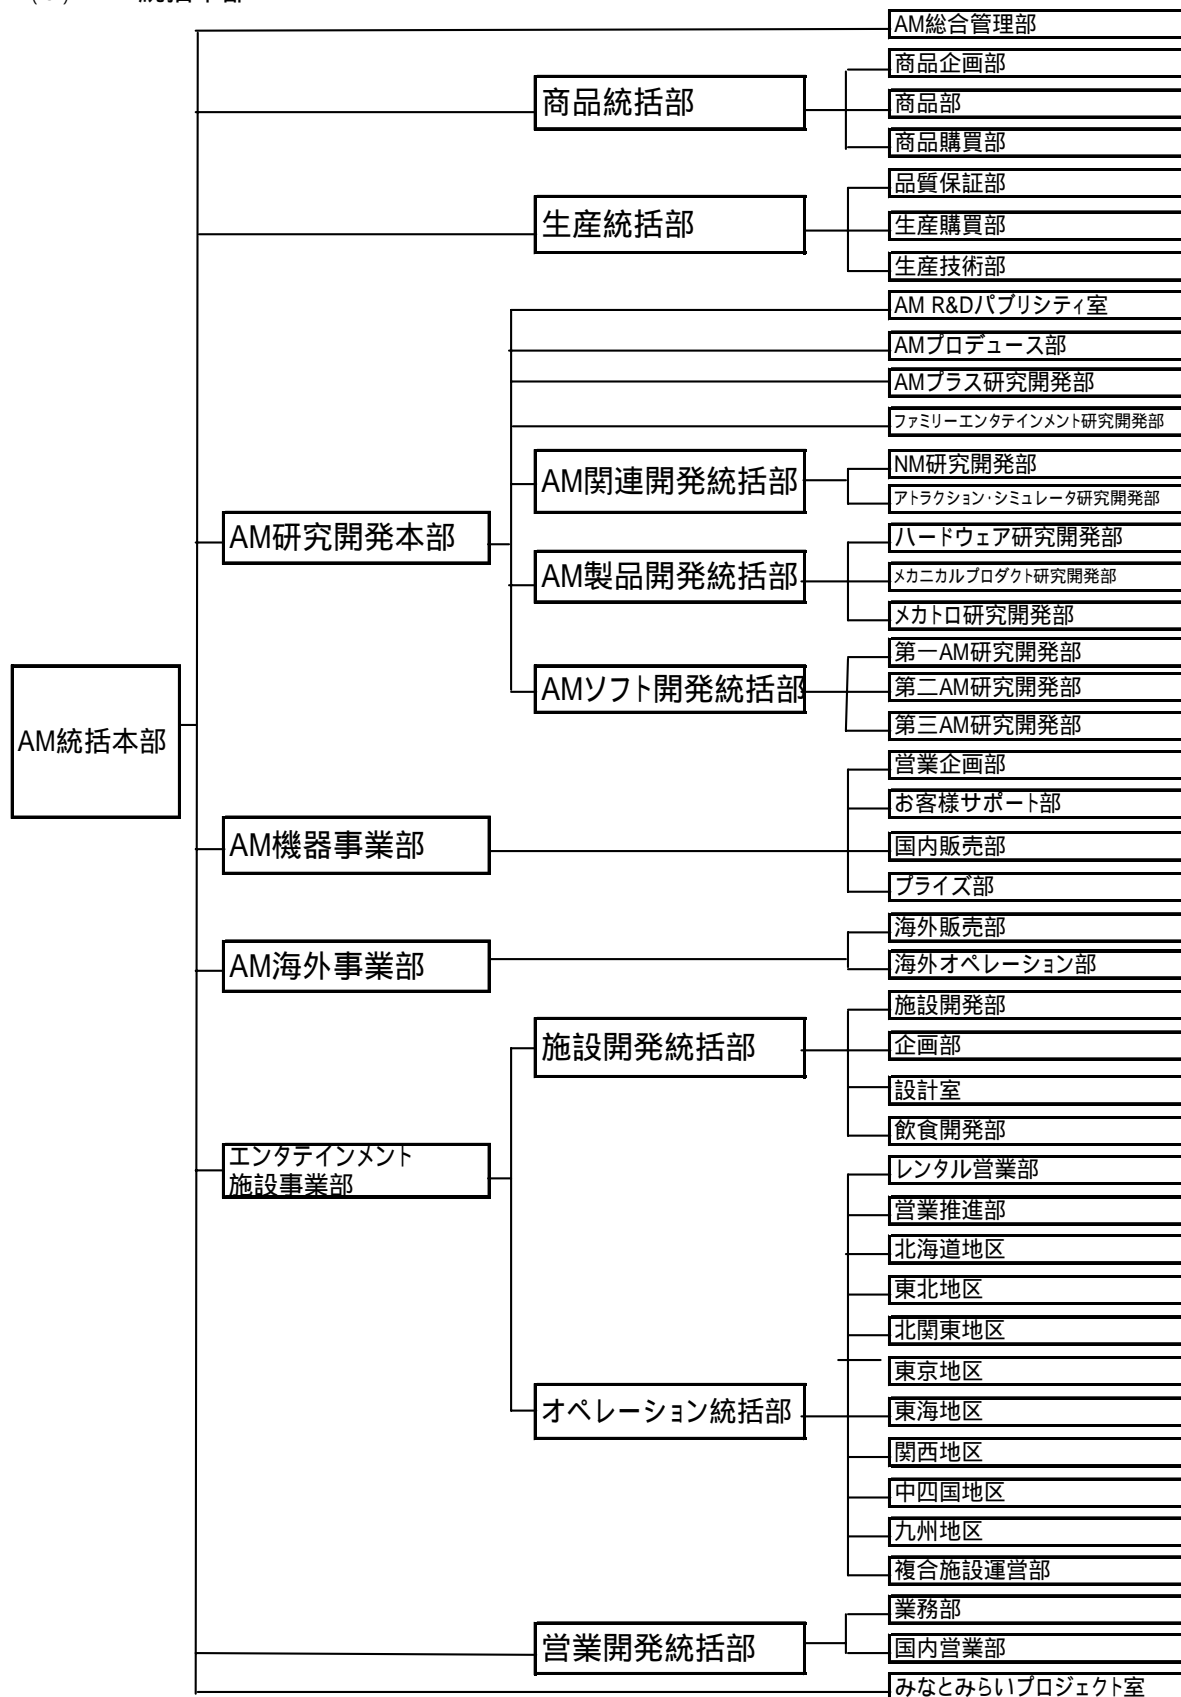 AM総合管理部
商品企画部
商品統括部
商品部
商品購買部
品質保証部
生産統括部
生産購買部
生産技術部
AM R&Dパブリシティ室
AMプロデュース部
AMプラス研究開発部
ファミリーエンタテインメント研究開発部
AM関連開発統括部
NM研究開発部
アトラクション・シミュレータ研究開発部
AM研究開発本部
ハードウェア研究開発部
AM製品開発統括部
メカニカルプロダクト研究開発部
メカトロ研究開発部
第一AM研究開発部
AMソフト開発統括部
第二AM研究開発部
第三AM研究開発部
AM統括本部
営業企画部
お客様サポート部
AM機器事業部
国内販売部
プライズ部
海外販売部
AM海外事業部
海外オペレーション部
施設開発部
施設開発統括部
企画部
設計室
飲食開発部
エンタテインメント
施設事業部
レンタル営業部
営業推進部
北海道地区
東北地区
北関東地区
東京地区
オペレーション統括部
東海地区
関西地区
中四国地区
九州地区
複合施設運営部
業務部
営業開発統括部
国内営業部
みなとみらいプロジェクト室